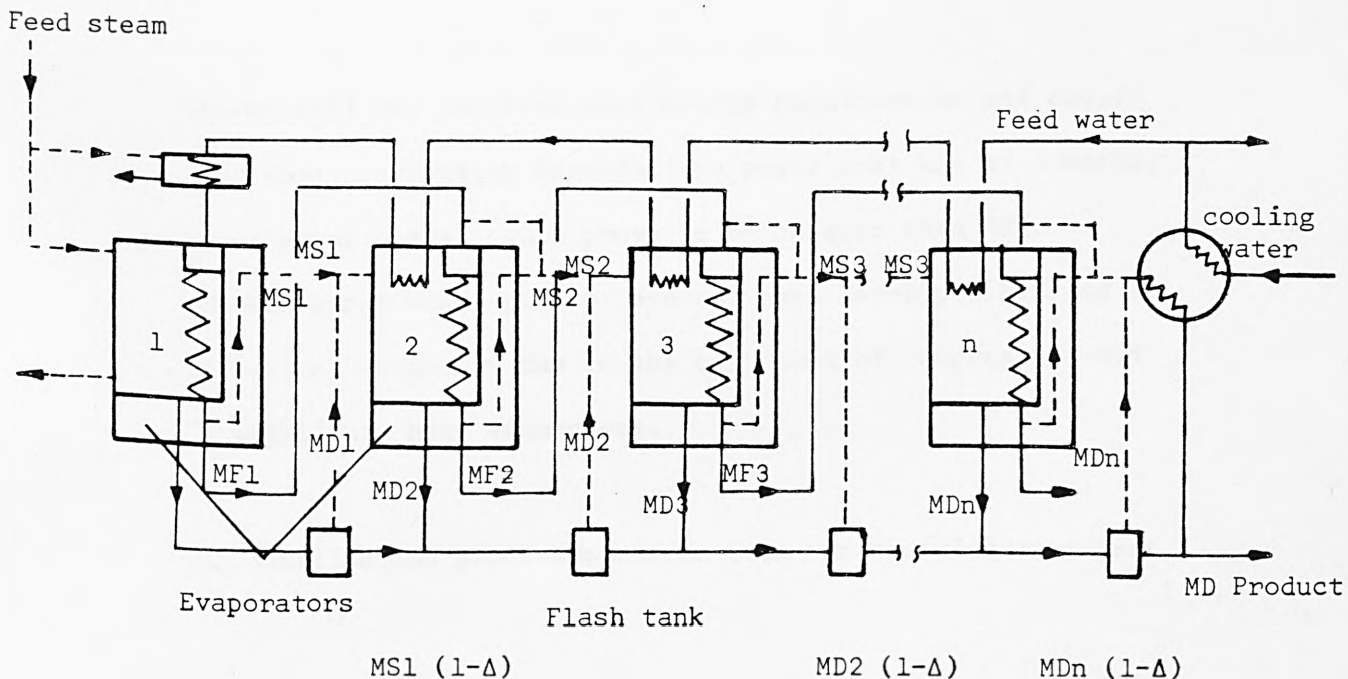 Feed steam
Feed water
cooling
water
MS1
MS1
MS2
MS2
MS3
MS3
1
2
3
n
MD1
MD2
MDn
MF1
MD2
MF2
MD3
MF3
MDn
Evaporators
Flash tank
MD Product
MS1 (1-Δ)
MD2 (1-Δ)
MDn (1-Δ)